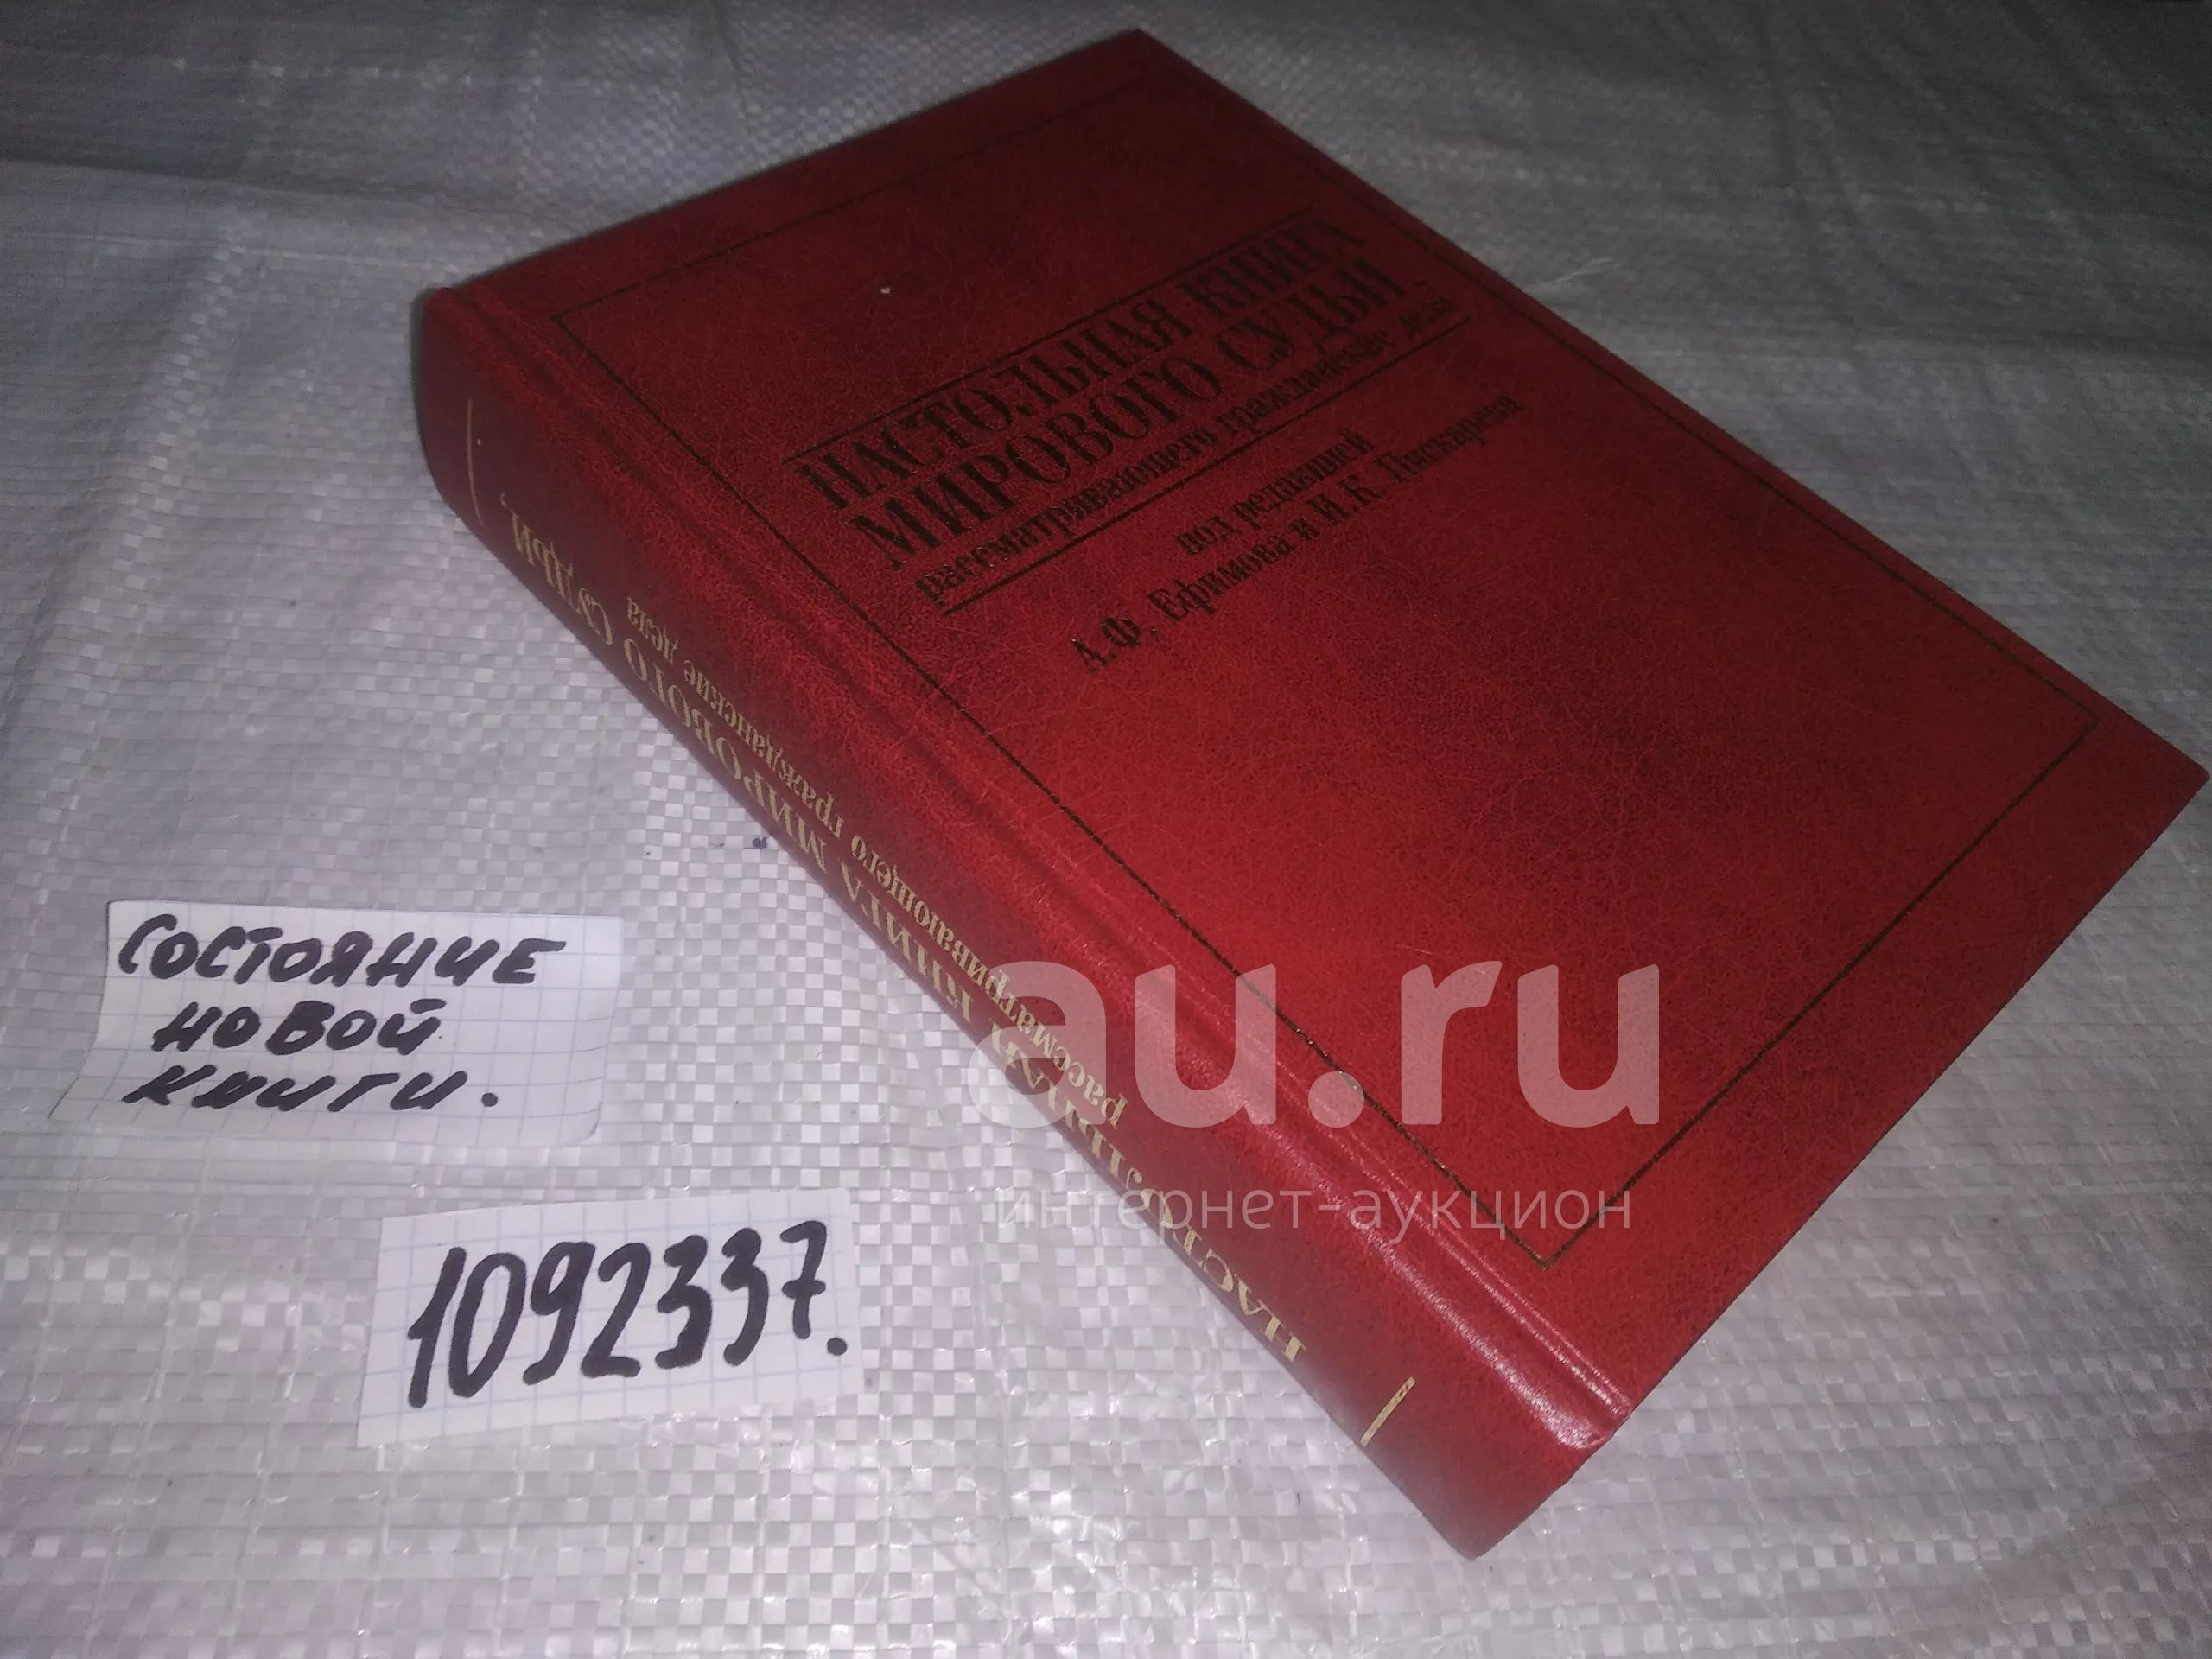 НАСТОЛЬНАЯ КНИГА
МИРОВОГО СУДЬИ,
рассматривающего гражданские дела
под редакцией
А.Ф. Ефимова и И.К. Пискарева
НАСТОЛЬНАЯ КНИГА МИРОВОГО СУДЬИ,
рассматривающего гражданские дела
СОСТОЯНИЕ
НОВОЙ
КНИГИ.
1092337.
au.ru
интернет-аукцион